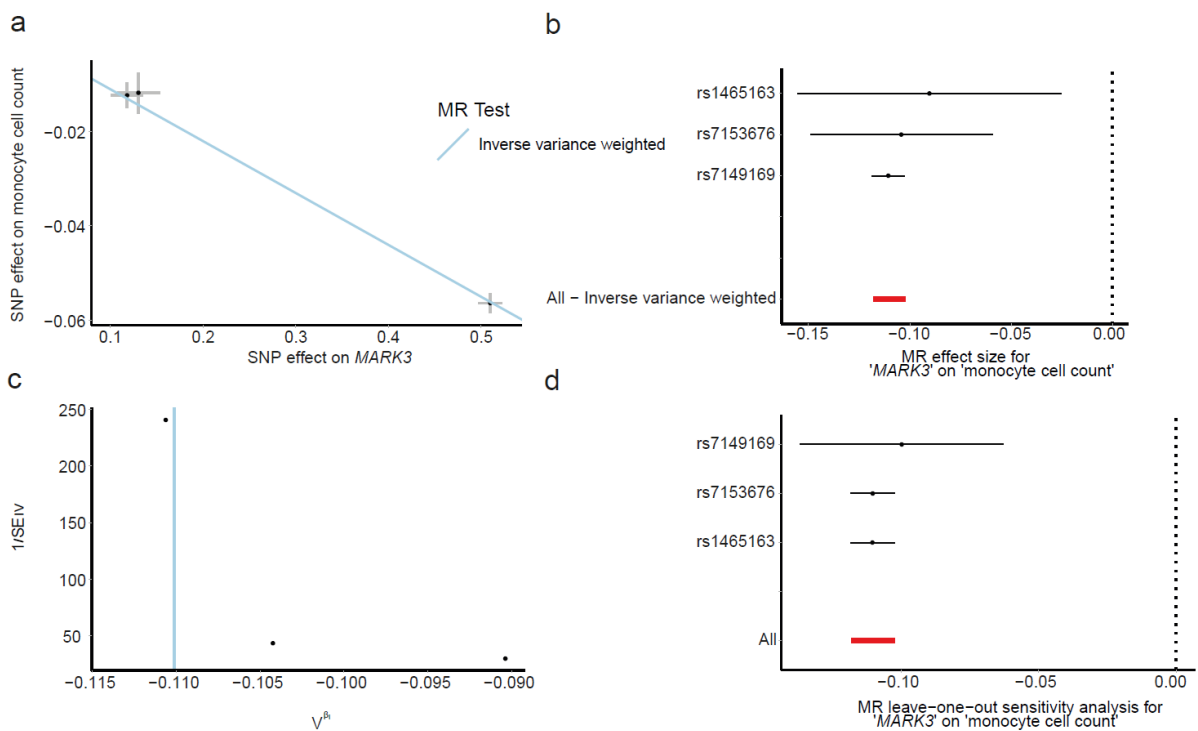 a
SNP effect on monocyte cell count
−0.02
−0.04
−0.06
0.1
0.2
0.3
0.4
0.5
SNP effect on MARK3
MR Test
Inverse variance weighted
b
rs1465163
rs7153676
rs7149169
All − Inverse variance weighted
−0.15
−0.10
−0.05
0.00
MR effect size for
'MARK3' on 'monocyte cell count'
c
1/SEIV
250
200
150
100
50
−0.115
−0.110
−0.105
−0.100
−0.095
−0.090
d
rs7149169
rs7153676
rs1465163
All
−0.10
−0.05
0.00
MR leave−one−out sensitivity analysis for
'MARK3' on 'monocyte cell count'